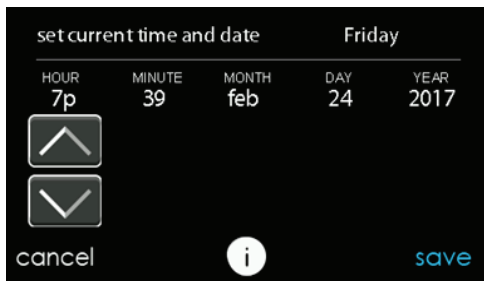 set current time and date Friday
HOUR MINUTE MONTH DAY YEAR
7p 39 feb 24 2017
cancel i save